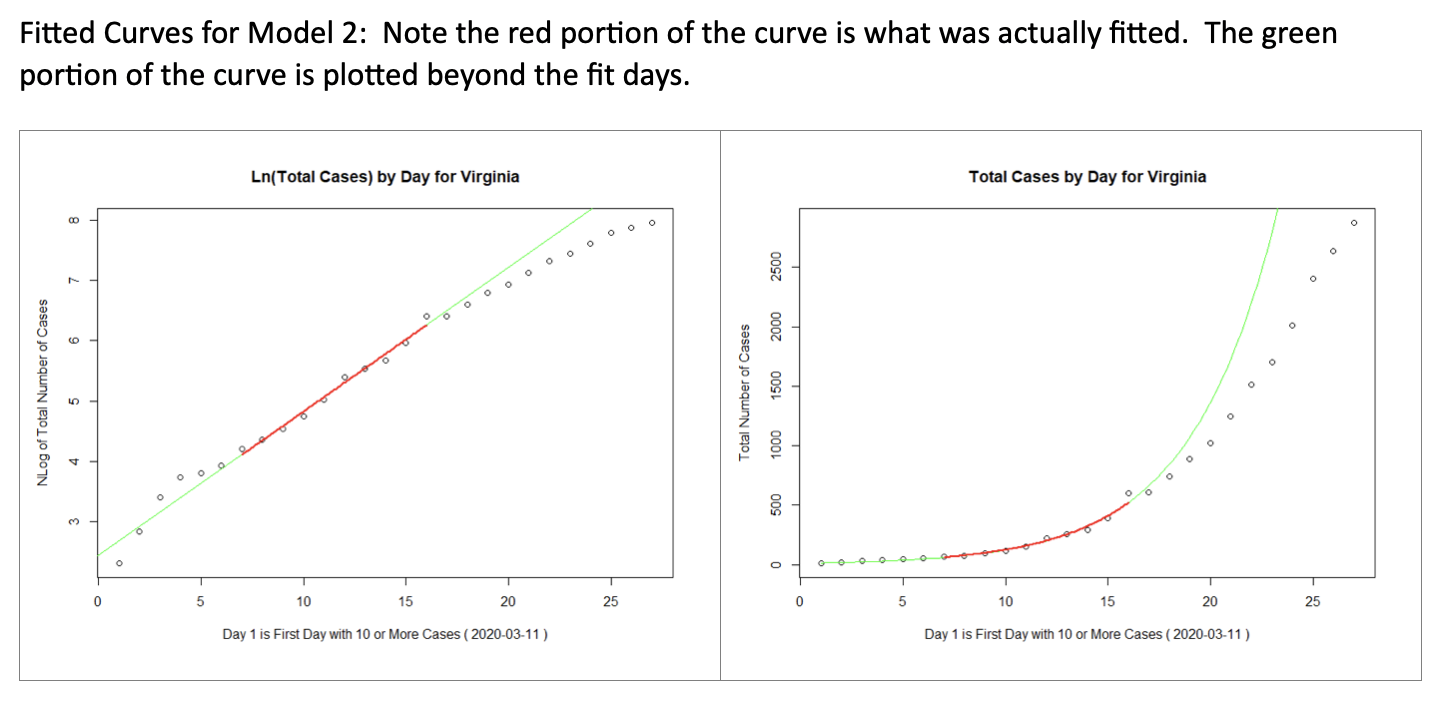 Fitted Curves for Model 2:  Note the red portion of the curve is what was actually fitted.  The green
portion of the curve is plotted beyond the fit days.
Ln(Total Cases) by Day for Virginia
NLog of Total Number of Cases
8
7
6
5
4
3
0 5 10 15 20 25
Day 1 is First Day with 10 or More Cases ( 2020-03-11 )
Total Cases by Day for Virginia
Total Number of Cases
2500
2000
1500
1000
500
0
0 5 10 15 20 25
Day 1 is First Day with 10 or More Cases ( 2020-03-11 )